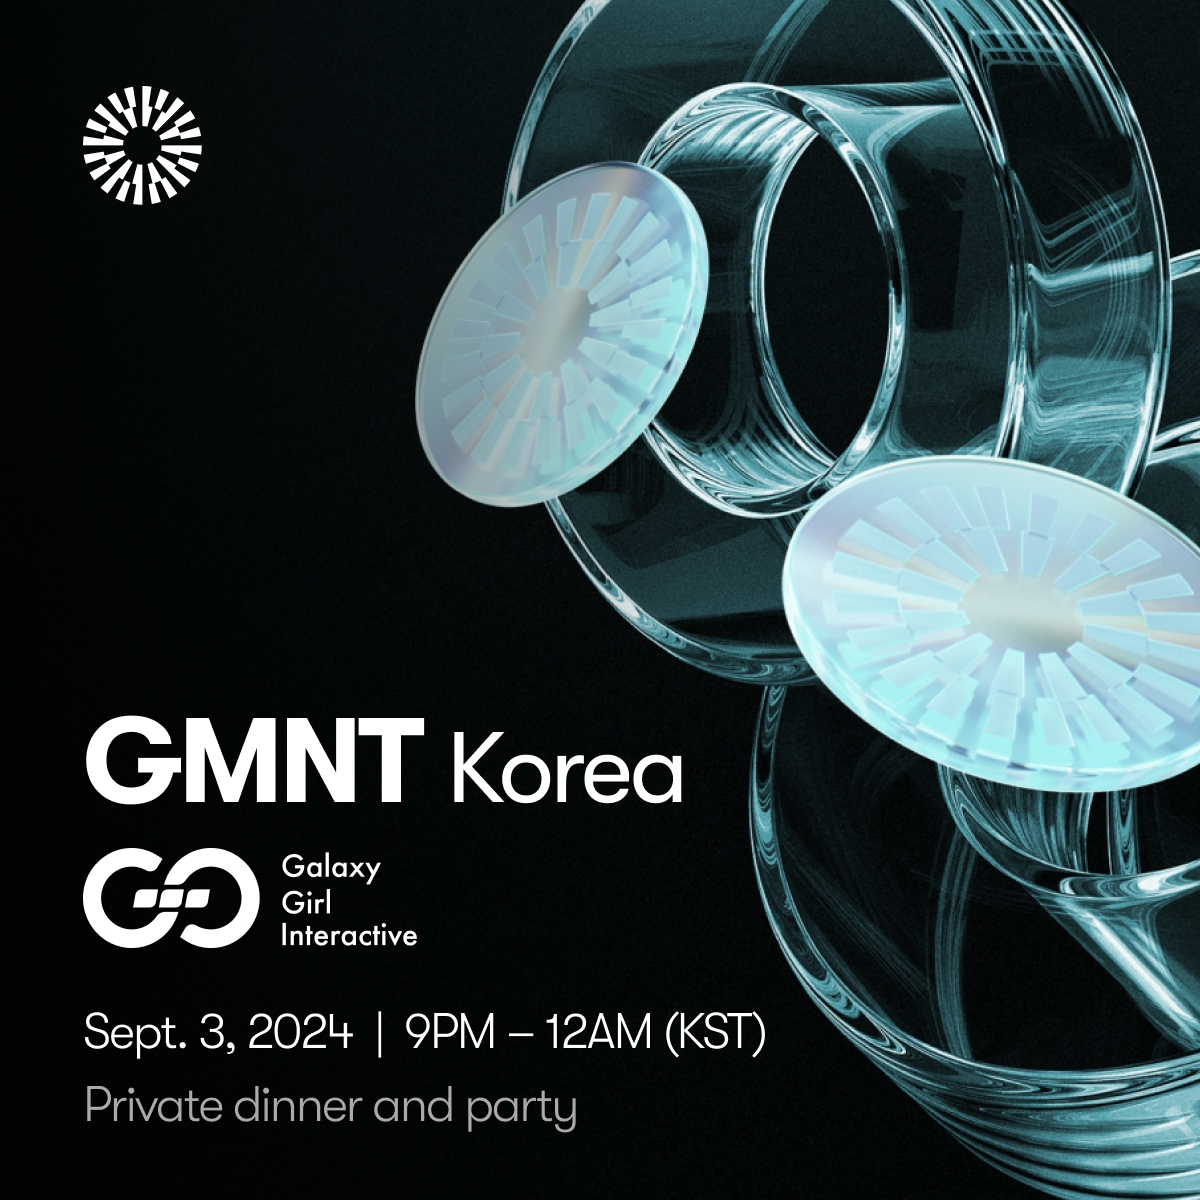 GMNT Korea
Galaxy
Girl
Interactive
Sept. 3, 2024 | 9PM – 12AM (KST)
Private dinner and party